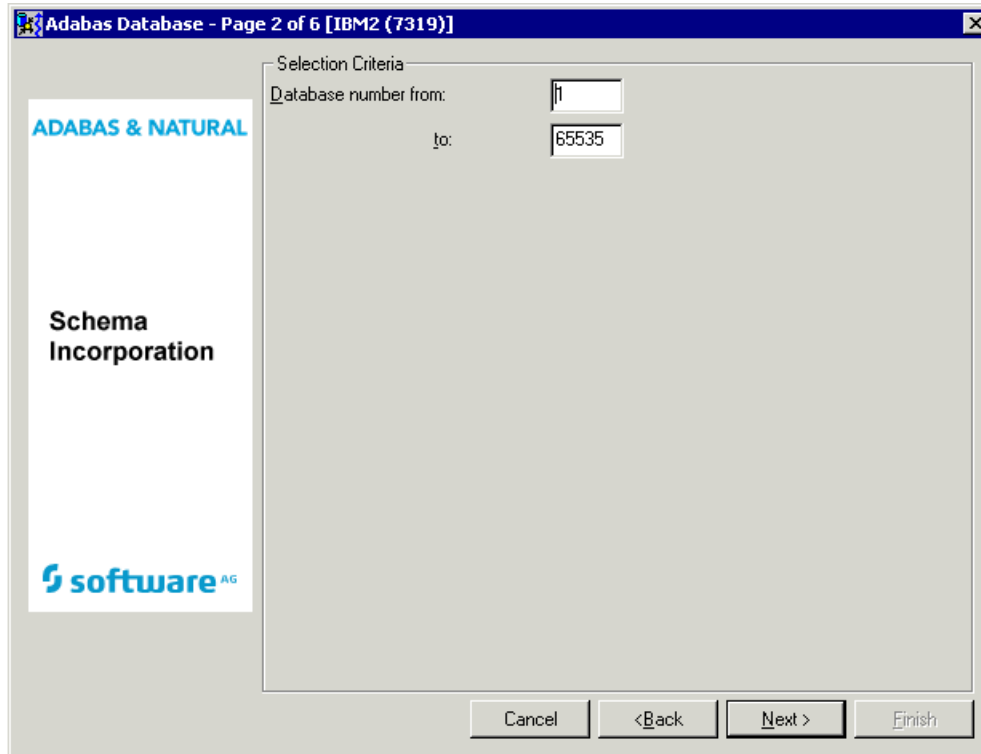 Adabas Database - Page 2 of 6 [IBM2 (7319)]
Selection Criteria
Database number from: 1
to: 65535
ADABAS & NATURAL
Schema
Incorporation
software AG
Cancel <Back Next > Finish